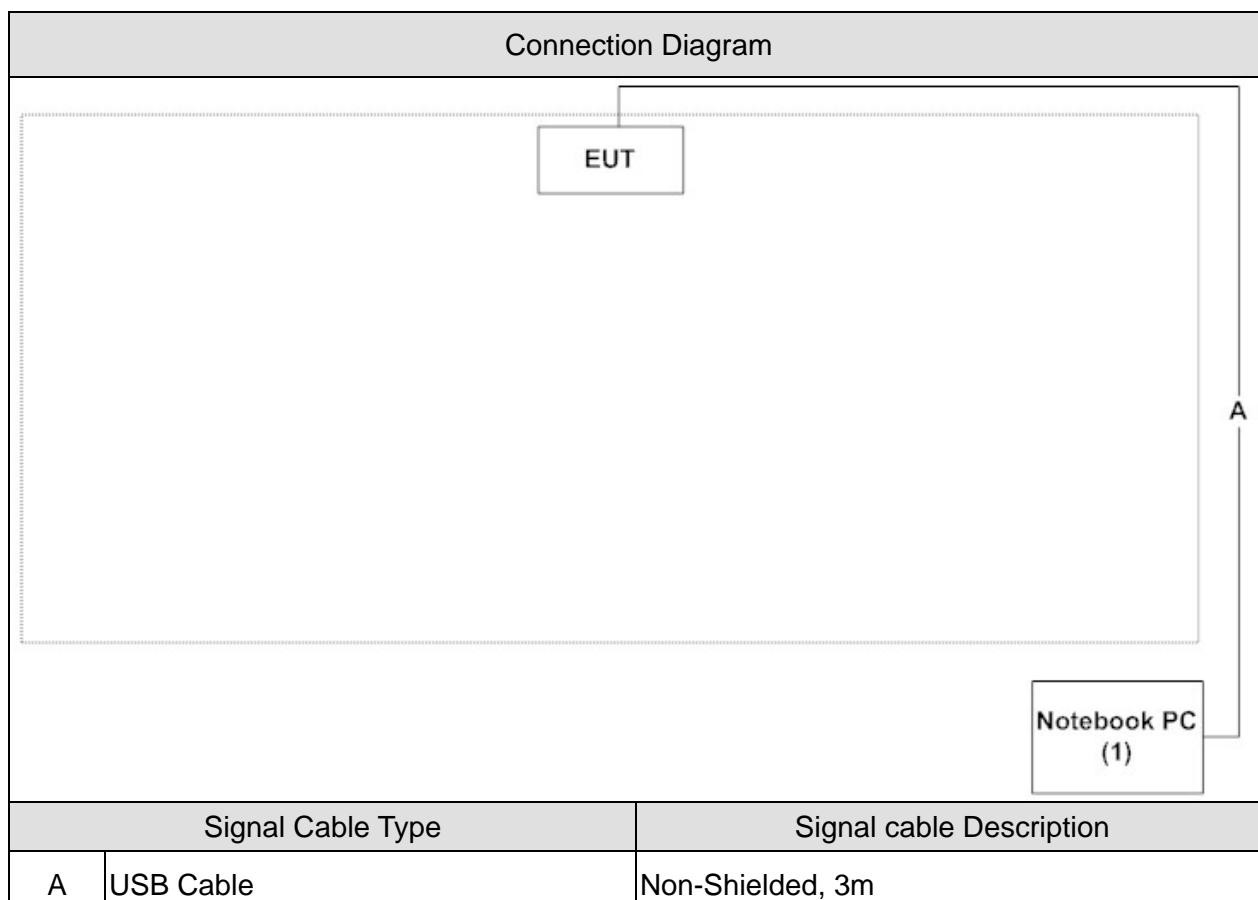 Connection Diagram
EUT
A
Notebook PC
(1)
Signal Cable Type Signal cable Description
A USB Cable Non-Shielded, 3m